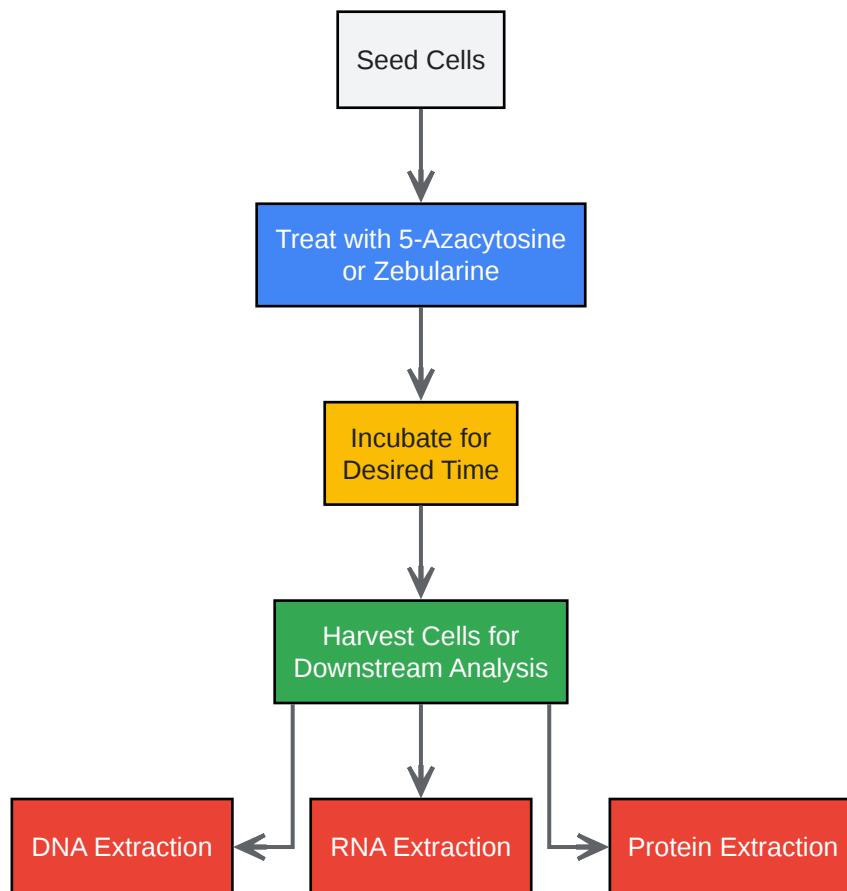 Seed Cells
Treat with 5-Azacytosine
or Zebularine
Incubate for
Desired Time
Harvest Cells for
Downstream Analysis
DNA Extraction
RNA Extraction
Protein Extraction